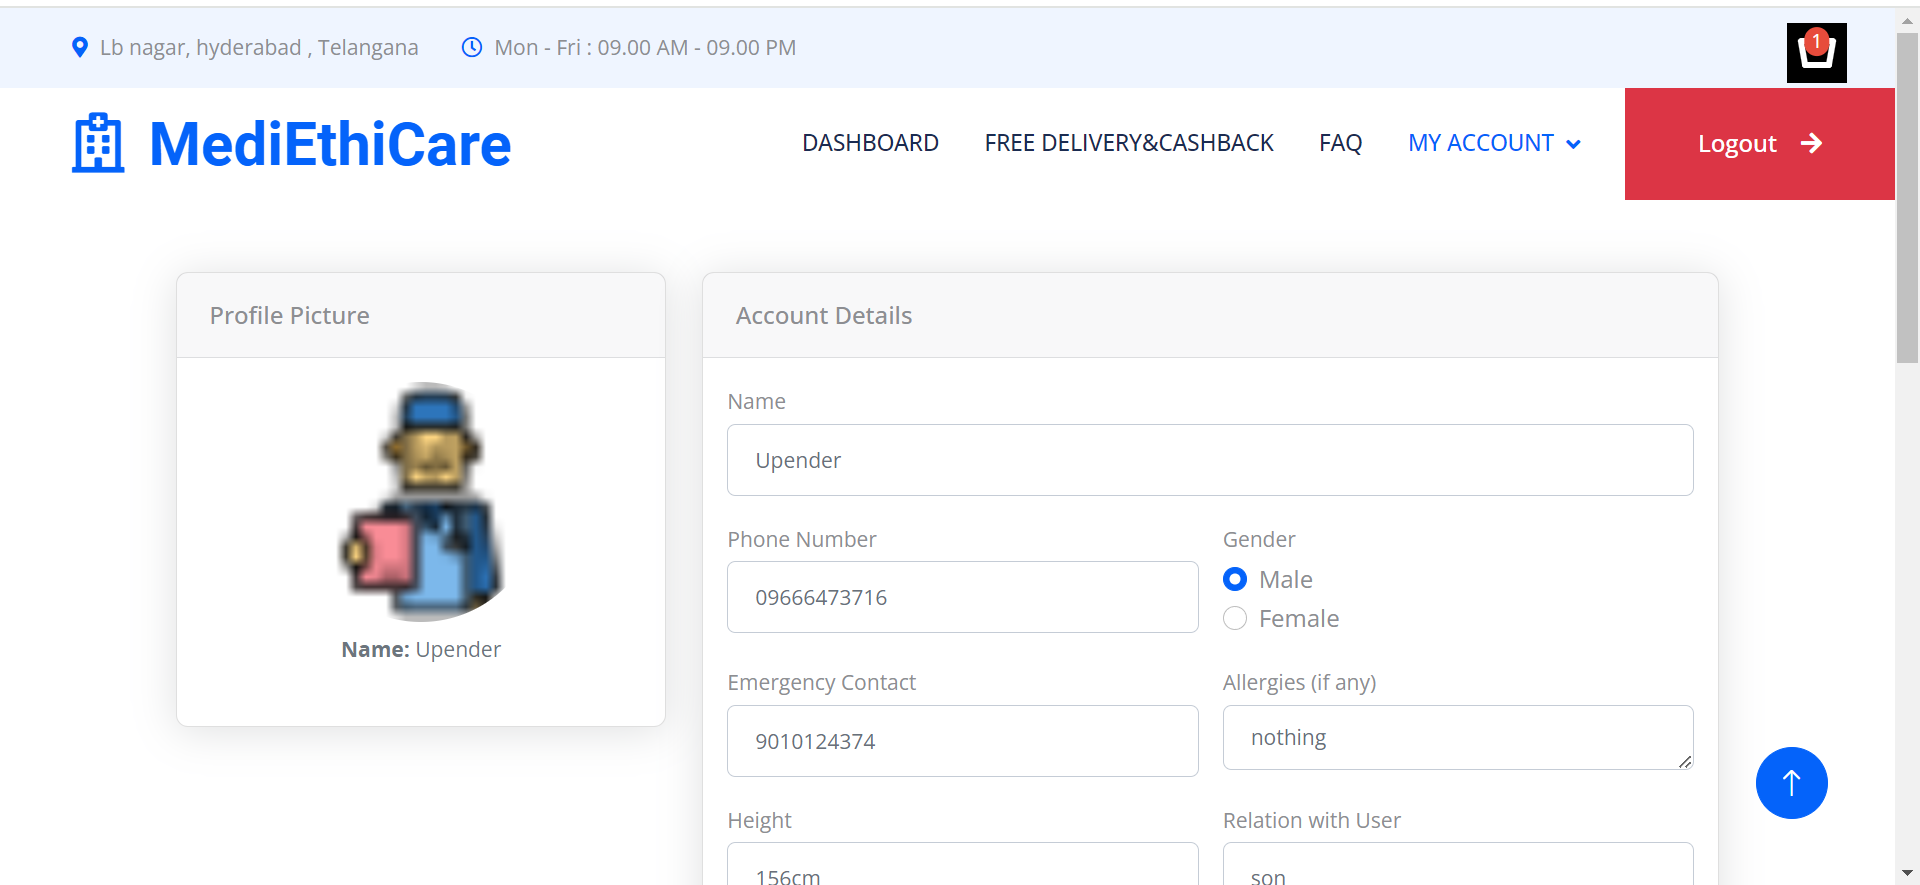 Lb nagar, hyderabad , Telangana
Mon - Fri : 09.00 AM - 09.00 PM
1
MediEthiCare
DASHBOARD
FREE DELIVERY&CASHBACK
FAQ
MY ACCOUNT
Logout
Profile Picture
Name: Upender
Account Details
Name
Upender
Phone Number
09666473716
Gender
Male
Female
Emergency Contact
9010124374
Allergies (if any)
nothing
Height
156cm
Relation with User
son